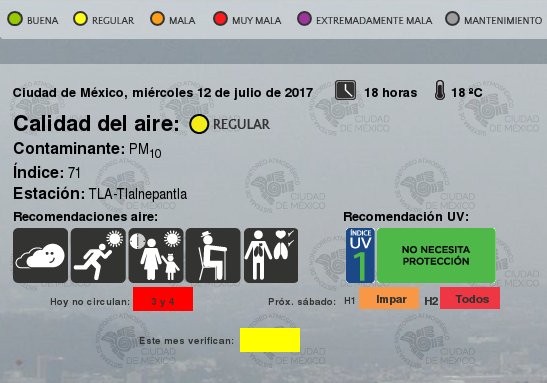 BUENA REGULAR MALA MUY MALA EXTREMADAMENTE MALA MANTENIMIENTO
Ciudad de México, miércoles 12 de julio de 2017 18 horas 18 ºC
Calidad del aire: REGULAR
Contaminante: PM10
Índice: 71
Estación: TLA-Tlalnepantla
Recomendaciones aire: Recomendación UV:
ÍNDICE UV 1 NO NECESITA PROTECCIÓN
Hoy no circulan: 3 y 4 Próx. sábado: H1 Impar H2 Todos
Este mes verifican:
CIUDAD DE MÉXICO